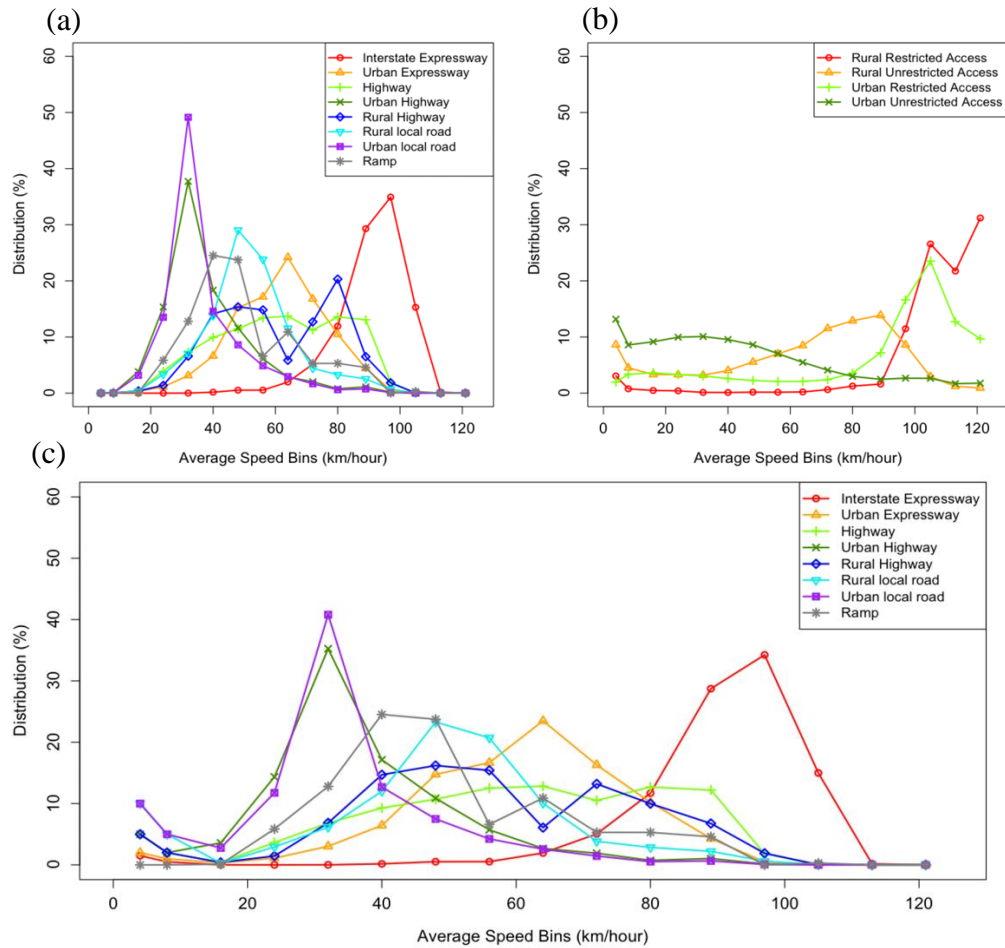 (a)
60
50
40
30
20
10
0
Distribution (%)
0 20 40 60 80 100 120
Average Speed Bins (km/hour)
Interstate Expressway
Urban Expressway
Highway
Urban Highway
Rural Highway
Rural local road
Urban local road
Ramp
(b)
60
50
40
30
20
10
0
Distribution (%)
0 20 40 60 80 100 120
Average Speed Bins (km/hour)
Rural Restricted Access
Rural Unrestricted Access
Urban Restricted Access
Urban Unrestricted Access
(c)
60
50
40
30
20
10
0
Distribution (%)
0 20 40 60 80 100 120
Average Speed Bins (km/hour)
Interstate Expressway
Urban Expressway
Highway
Urban Highway
Rural Highway
Rural local road
Urban local road
Ramp